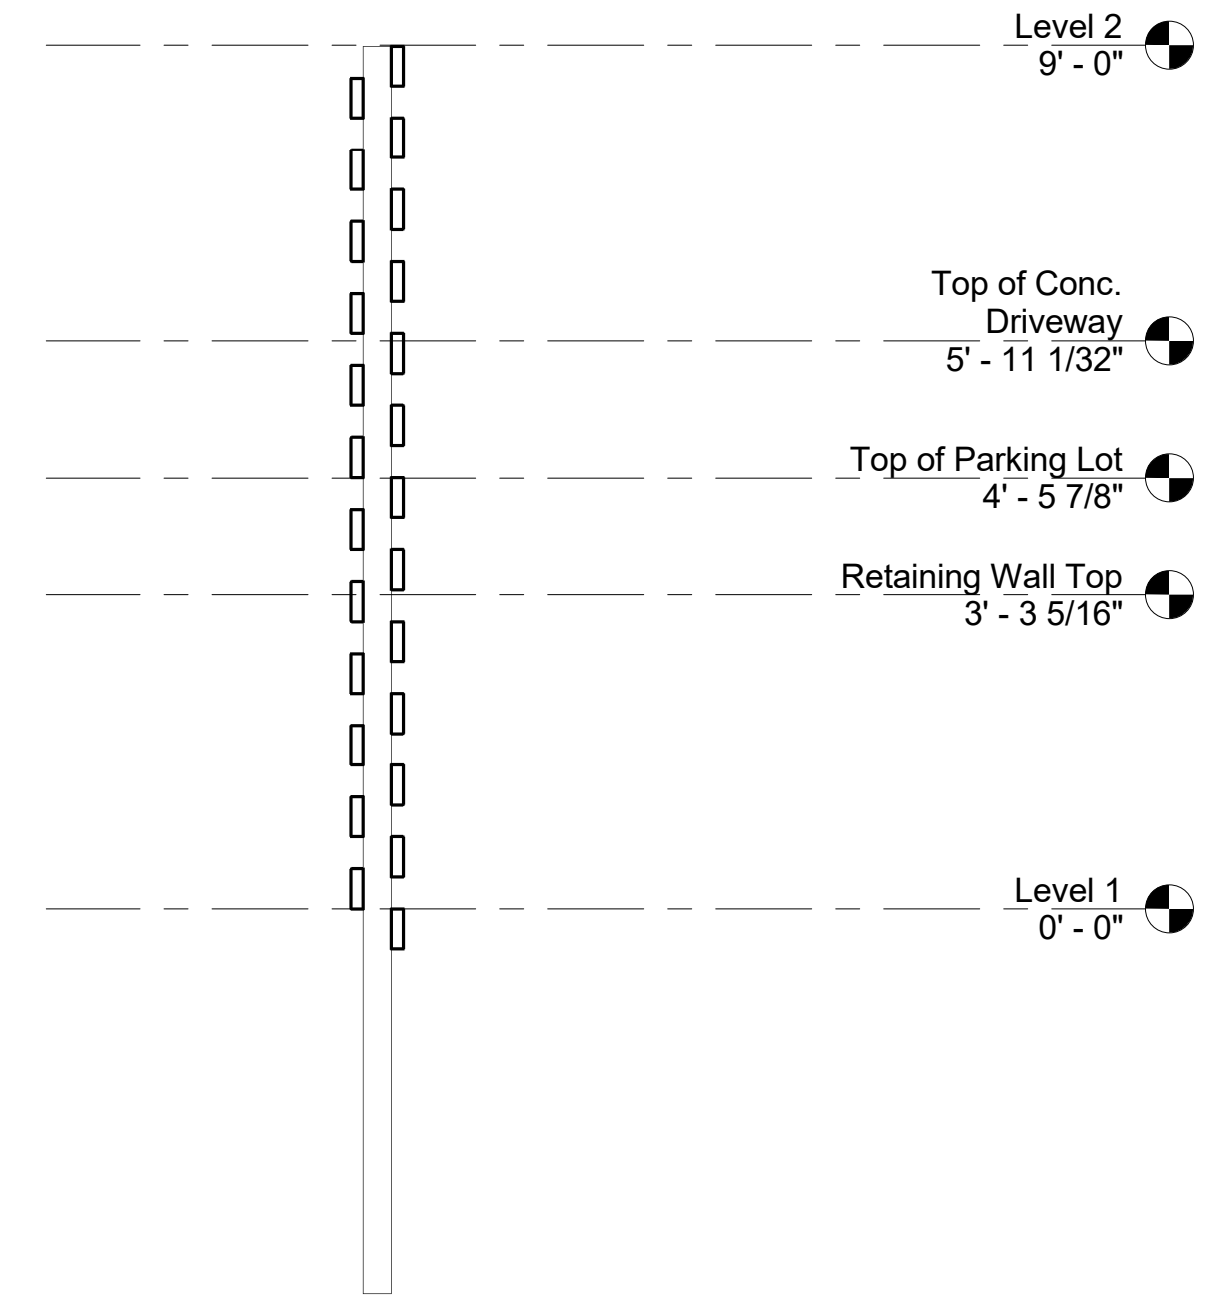 Level 2
9' - 0"
Top of Conc.
Driveway
5' - 11 1/32"
Top of Parking Lot
4' - 5 7/8"
Retaining Wall Top
3' - 3 5/16"
Level 1
0' - 0"